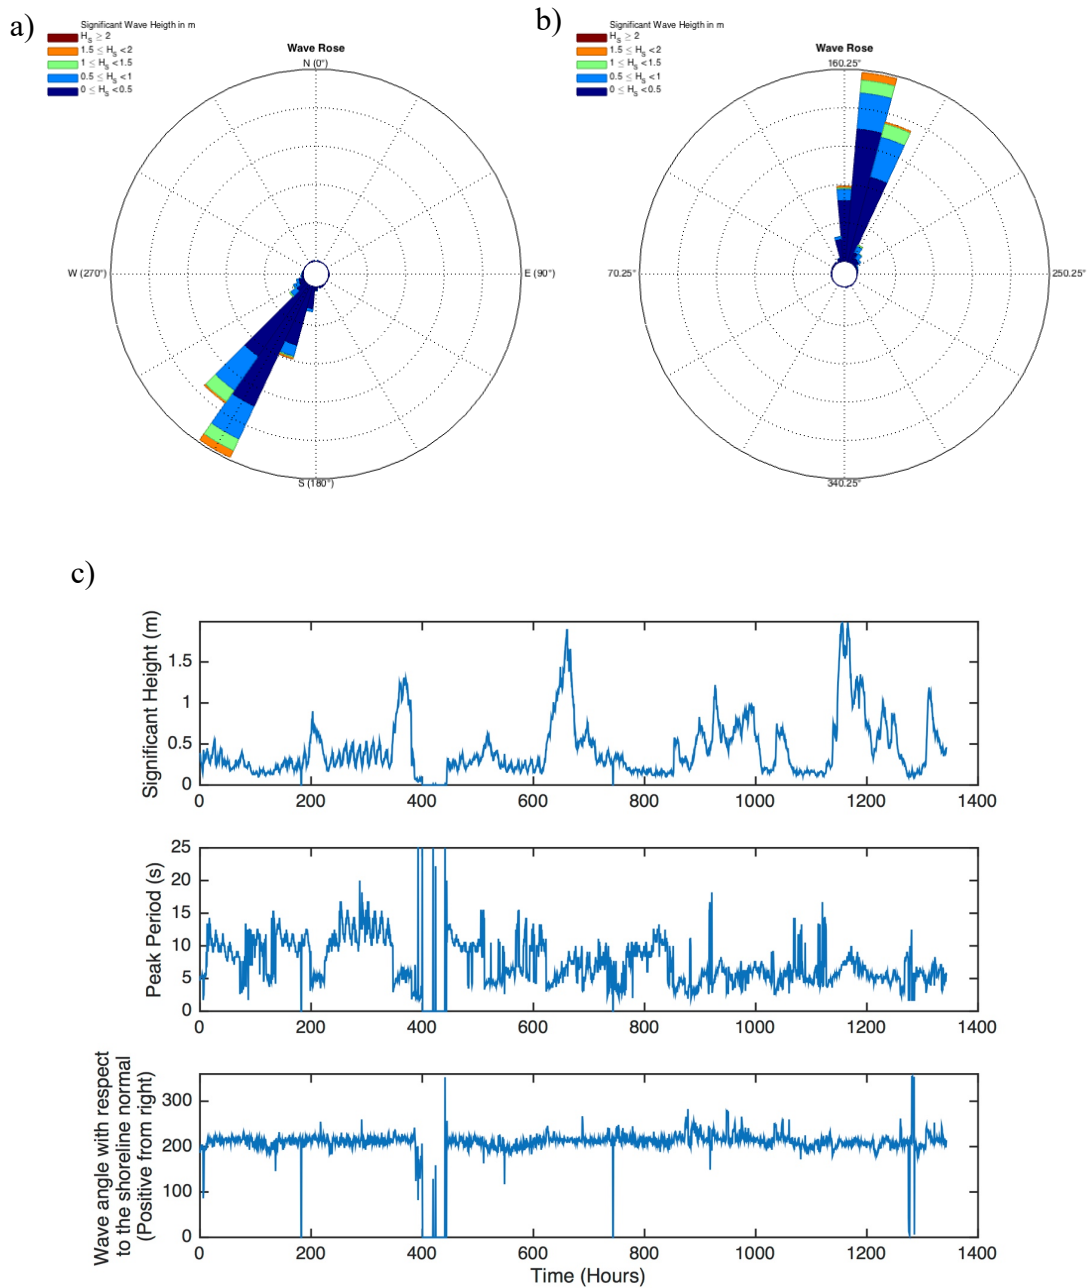 a)
Significant Wave Heigth in m
H_S ≥ 2
1.5 ≤ H_S <2
1 ≤ H_S <1.5
0.5 ≤ H_S <1
0 ≤ H_S <0.5
Wave Rose
N (0°)
W (270°)
E (90°)
S (180°)
b)
Significant Wave Heigth in m
H_S ≥ 2
1.5 ≤ H_S <2
1 ≤ H_S <1.5
0.5 ≤ H_S <1
0 ≤ H_S <0.5
Wave Rose
160.25°
70.25°
250.25°
340.25°
c)
Significant Height (m)
1.5
1
0.5
0
0 200 400 600 800 1000 1200 1400
Peak Period (s)
25
20
15
10
5
0
0 200 400 600 800 1000 1200 1400
Wave angle with respect
to the shoreline normal
(Positive from right)
300
200
100
0
0 200 400 600 800 1000 1200 1400
Time (Hours)